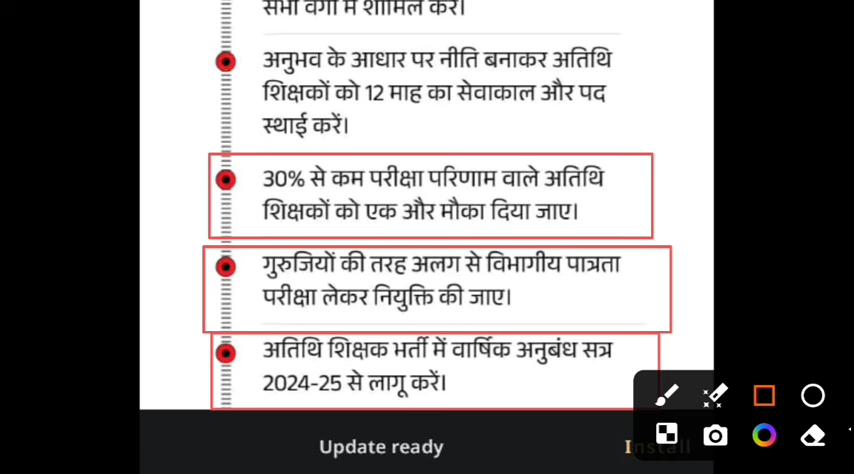 सभी वर्गों में शामिल करें।
अनुभव के आधार पर नीति बनाकर अतिथि
शिक्षकों को 12 माह का सेवाकाल और पद
स्थाई करें।
30% से कम परीक्षा परिणाम वाले अतिथि
शिक्षकों को एक और मौका दिया जाए।
गुरुजियों की तरह अलग से विभागीय पात्रता
परीक्षा लेकर नियुक्ति की जाए।
अतिथि शिक्षक भर्ती में वार्षिक अनुबंध सत्र
2024-25 से लागू करें।
Update ready
Install